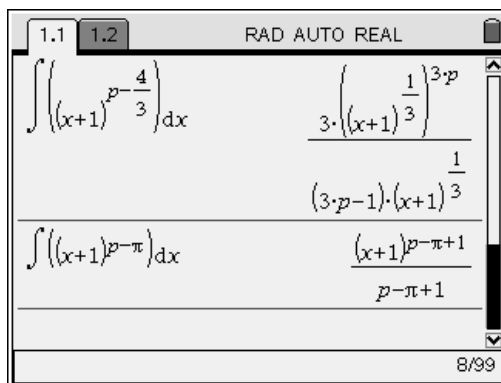 1.1 1.2 RAD AUTO REAL
∫((x+1)^(p−4/3))dx
3·((x+1)^(1/3))^(3·p) / ((3·p−1)·(x+1)^(1/3))
∫((x+1)^(p−π))dx
(x+1)^(p−π+1) / (p−π+1)
8/99